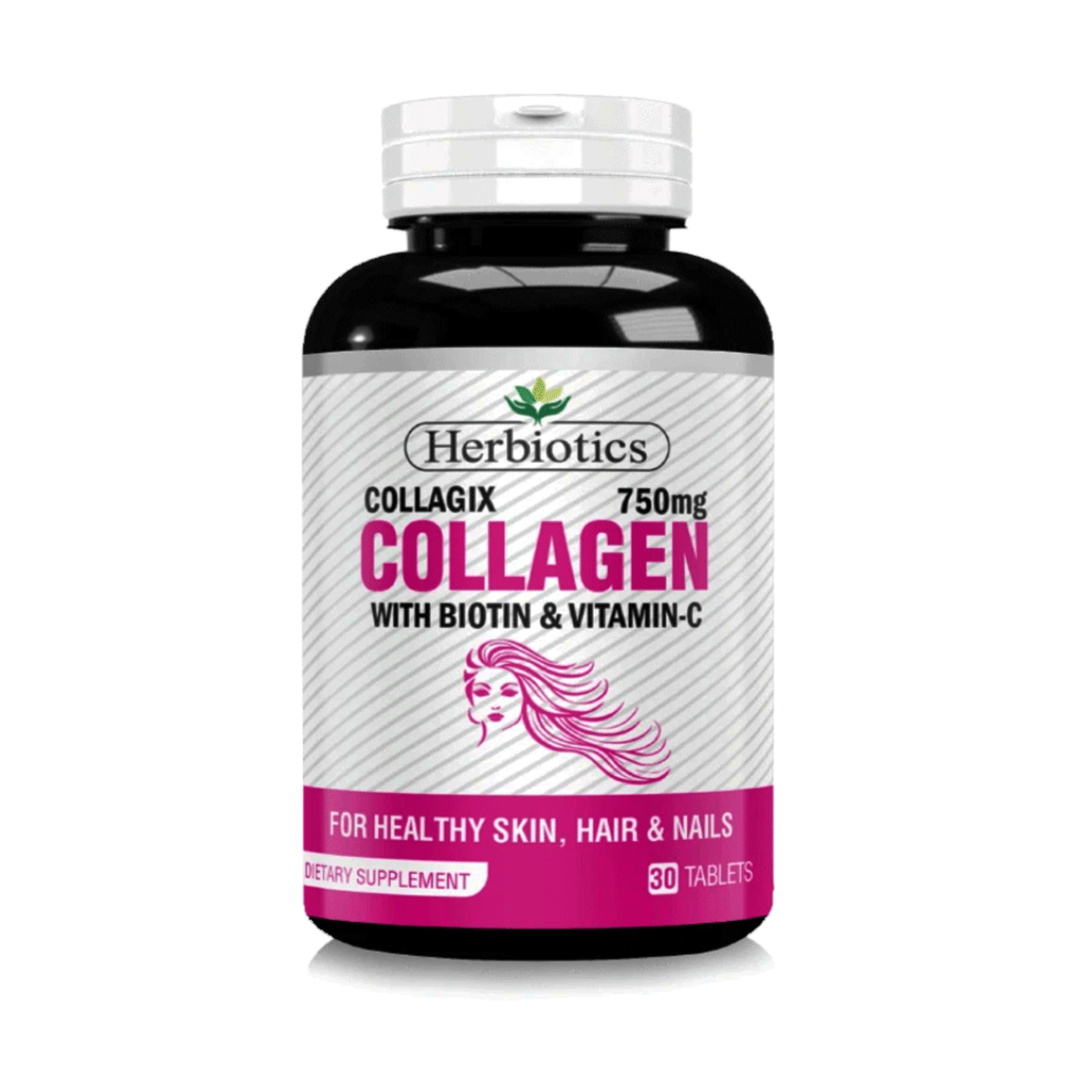 Herbiotics
COLLAGIX 750mg
COLLAGEN
WITH BIOTIN & VITAMIN-C
FOR HEALTHY SKIN, HAIR & NAILS
DIETARY SUPPLEMENT
30 TABLETS